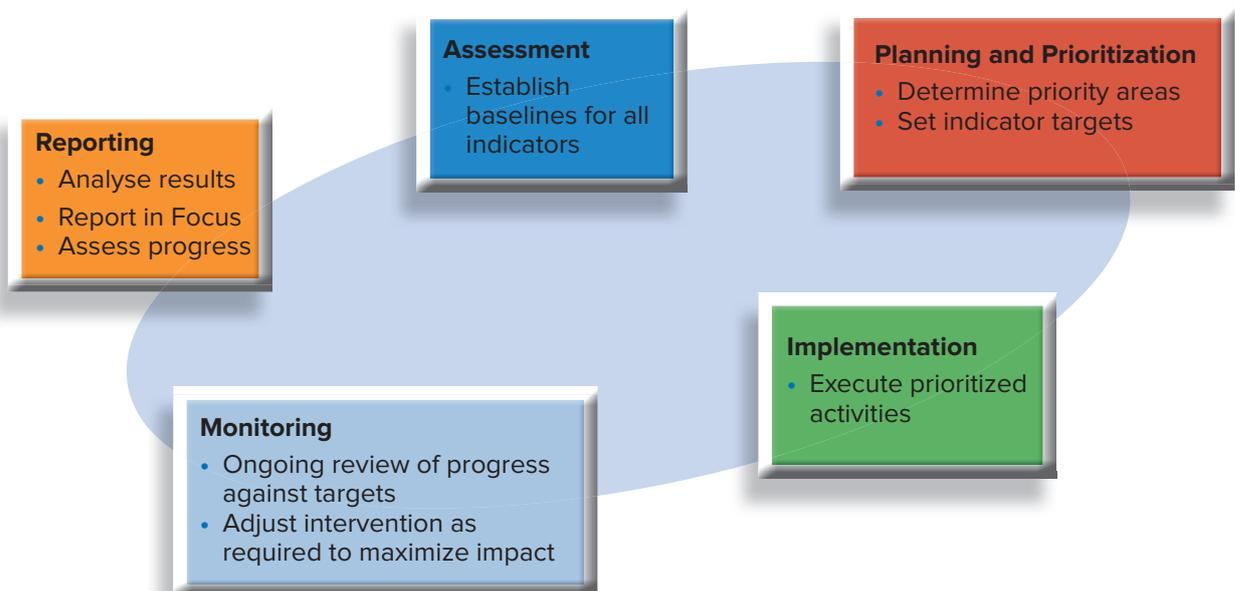 Assessment
• Establish
baselines for all
indicators
Planning and Prioritization
• Determine priority areas
• Set indicator targets
Reporting
• Analyse results
• Report in Focus
• Assess progress
Implementation
• Execute prioritized
activities
Monitoring
• Ongoing review of progress
against targets
• Adjust intervention as
required to maximize impact